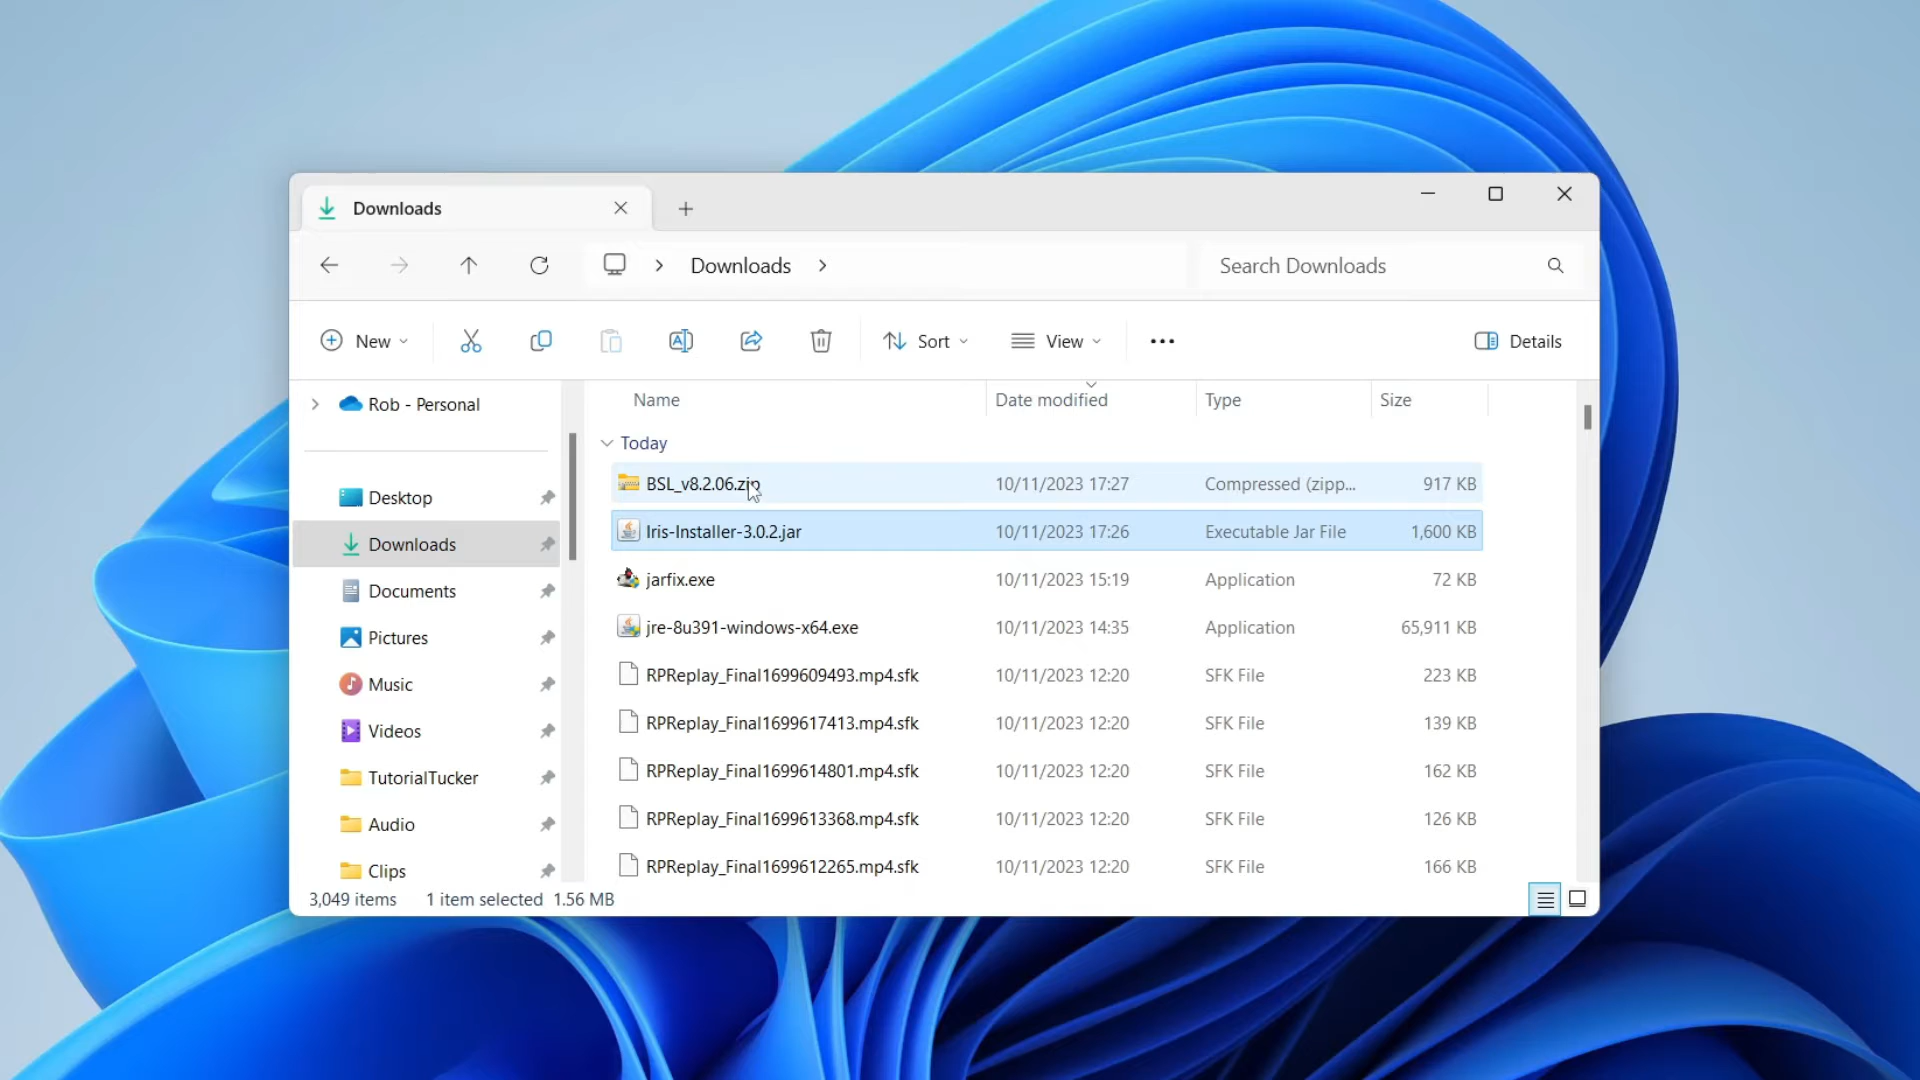 Downloads
Downloads
Search Downloads
New
Sort
View
Details
Rob - Personal
Desktop
Downloads
Documents
Pictures
Music
Videos
TutorialTucker
Audio
Clips
Name Date modified Type Size
Today
BSL_v8.2.06.zip 10/11/2023 17:27 Compressed (zipp... 917 KB
Iris-Installer-3.0.2.jar 10/11/2023 17:26 Executable Jar File 1,600 KB
jarfix.exe 10/11/2023 15:19 Application 72 KB
jre-8u391-windows-x64.exe 10/11/2023 14:35 Application 65,911 KB
RPReplay_Final1699609493.mp4.sfk 10/11/2023 12:20 SFK File 223 KB
RPReplay_Final1699617413.mp4.sfk 10/11/2023 12:20 SFK File 139 KB
RPReplay_Final1699614801.mp4.sfk 10/11/2023 12:20 SFK File 162 KB
RPReplay_Final1699613368.mp4.sfk 10/11/2023 12:20 SFK File 126 KB
RPReplay_Final1699612265.mp4.sfk 10/11/2023 12:20 SFK File 166 KB
3,049 items 1 item selected 1.56 MB